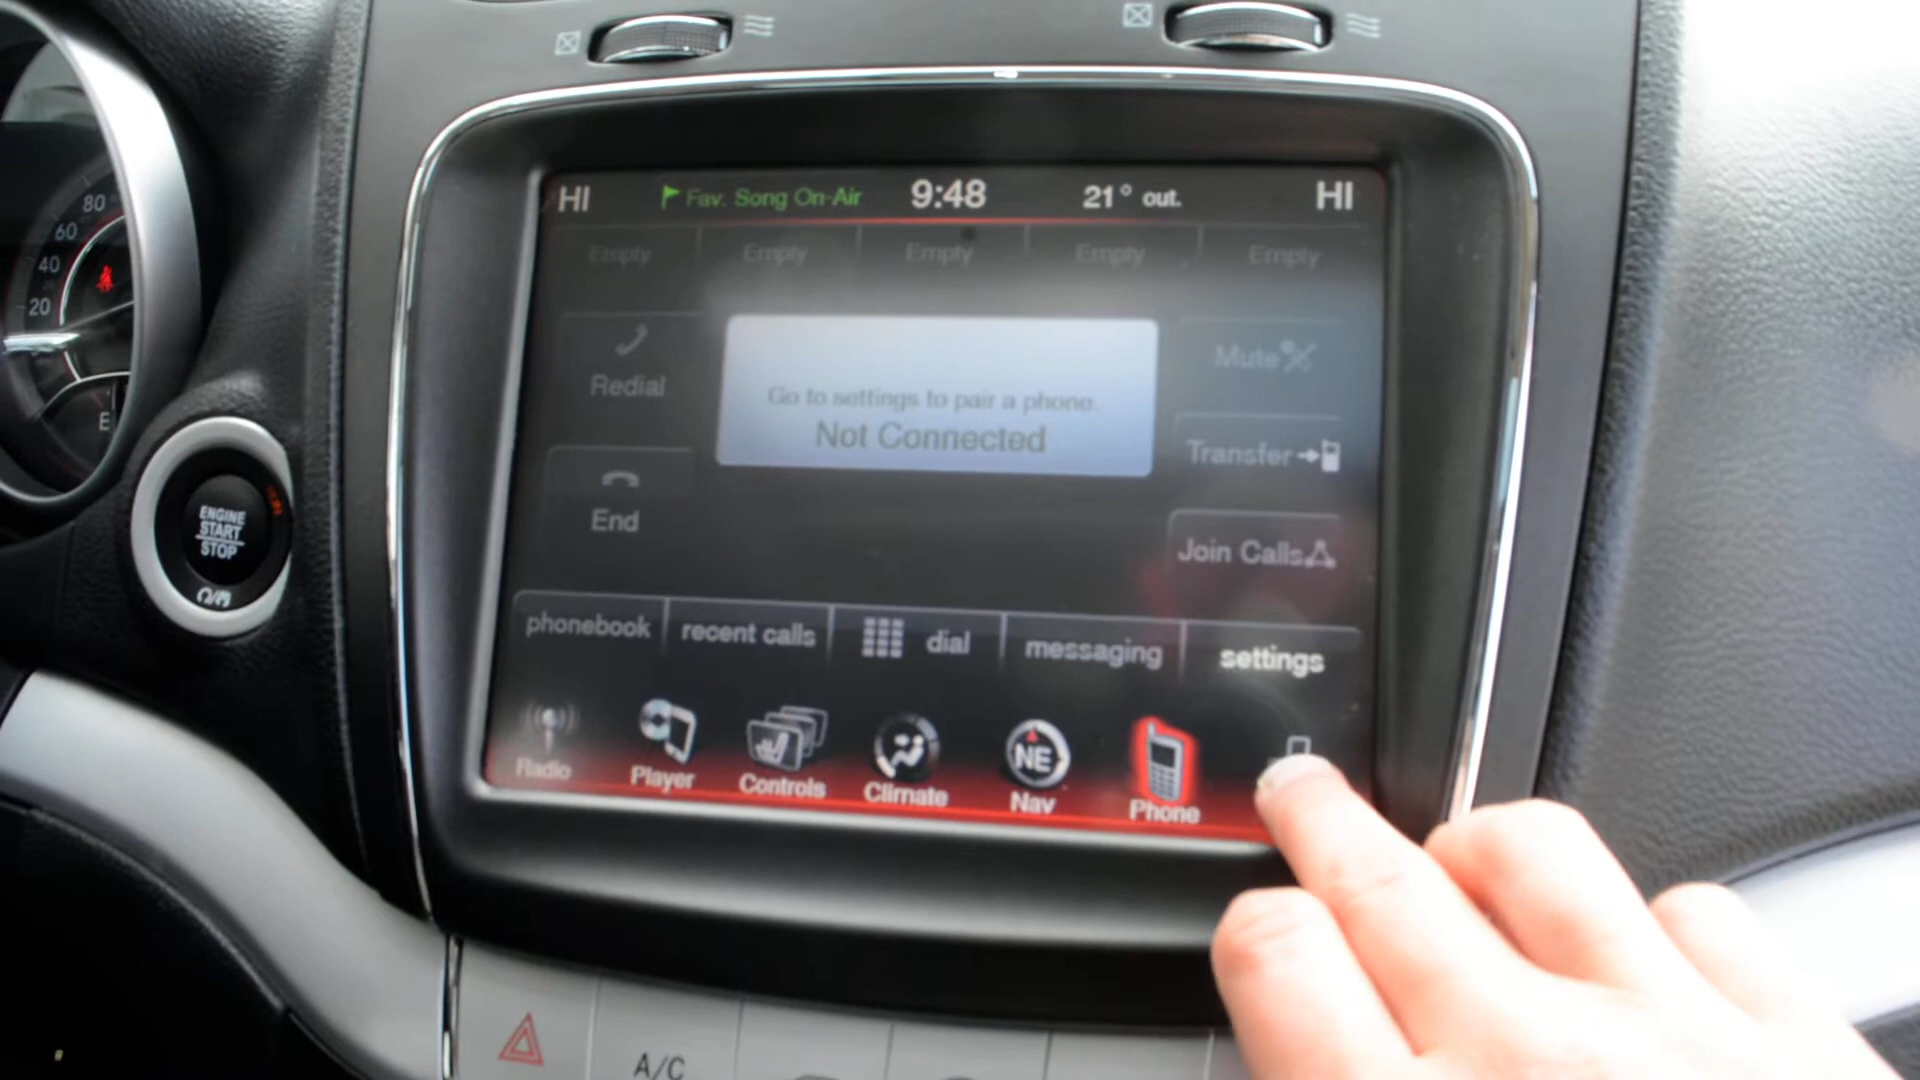 HI Fav. Song On-Air 9:48 21° out. HI
Empty Empty Empty Empty Empty
Redial
Go to settings to pair a phone.
Not Connected
Mute
Transfer
End
Join Calls
phonebook recent calls dial messaging settings
NE
Radio Player Controls Climate Nav Phone
80
60
40
20
E
ENGINE
START
STOP
A/C